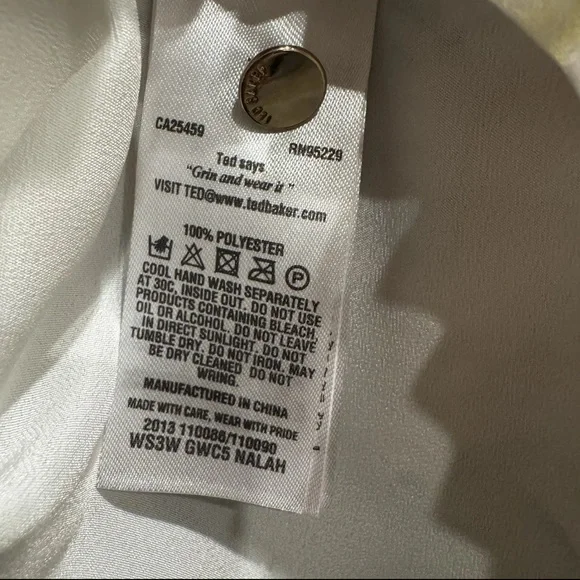 TED BAKER
CA25459
RN95229
Ted says
"Grin and wear it"
VISIT TED@www.tedbaker.com
100% POLYESTER
P
COOL HAND WASH SEPARATELY
AT 30C, INSIDE OUT. DO NOT USE
PRODUCTS CONTAINING BLEACH
OIL OR ALCOHOL. DO NOT LEAVE
IN DIRECT SUNLIGHT. DO NOT
TUMBLE DRY. DO NOT IRON. MAY
BE DRY CLEANED DO NOT
WRING.
MANUFACTURED IN CHINA
MADE WITH CARE, WEAR WITH PRIDE
2013 110086/110090
WS3W GWC5 NALAH